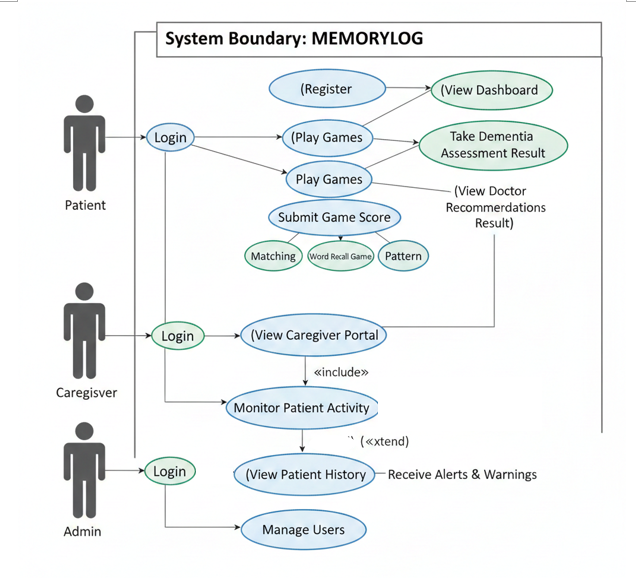 System Boundary: MEMORYLOG
(Register
(View Dashboard
Login
(Play Games
Take Dementia
Assessment Result
Patient
Play Games
(View Doctor
Recommerdations
Result)
Submit Game Score
Matching
Word Recall Game
Pattern
Login
(View Caregiver Portal
«include»
Caregisver
Monitor Patient Activity
(«xtend)
Login
(View Patient History
Receive Alerts & Warnings
Admin
Manage Users